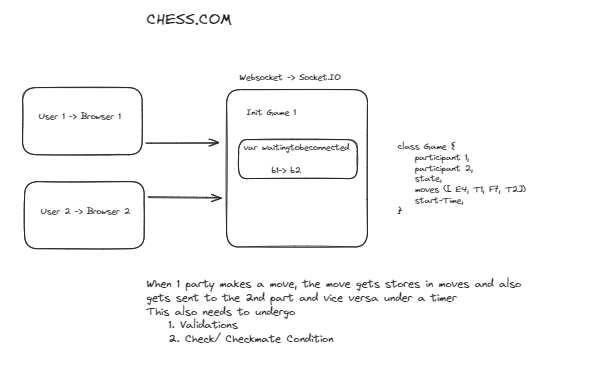 CHESS.COM
Websocket -> Socket.IO
User 1 -> Browser 1
Init Game 1
var waitingtobeconnected
b1-> b2
User 2 -> Browser 2
class Game {
participant 1,
participant 2,
state,
moves ([ E4, T1, F7, T2])
start-Time,
}
When 1 party makes a move, the move gets stores in moves and also
gets sent to the 2nd part and vice versa under a timer
This also needs to undergo
1. Validations
2. Check/ Checkmate Condition